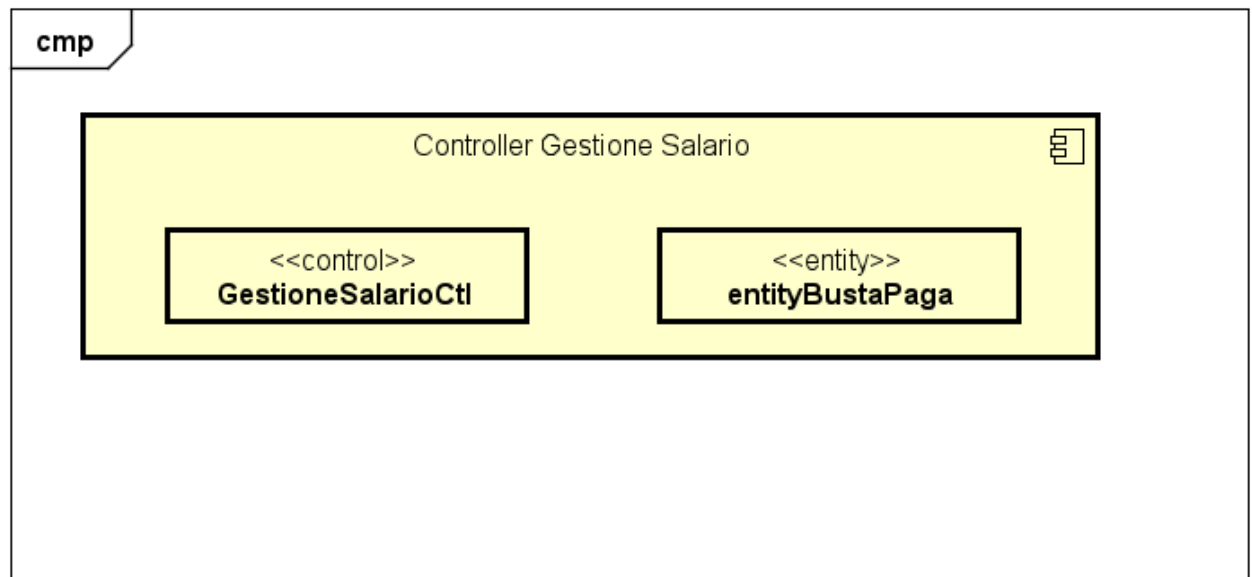 cmp
Controller Gestione Salario
<<control>>
GestioneSalarioCtl
<<entity>>
entityBustaPaga